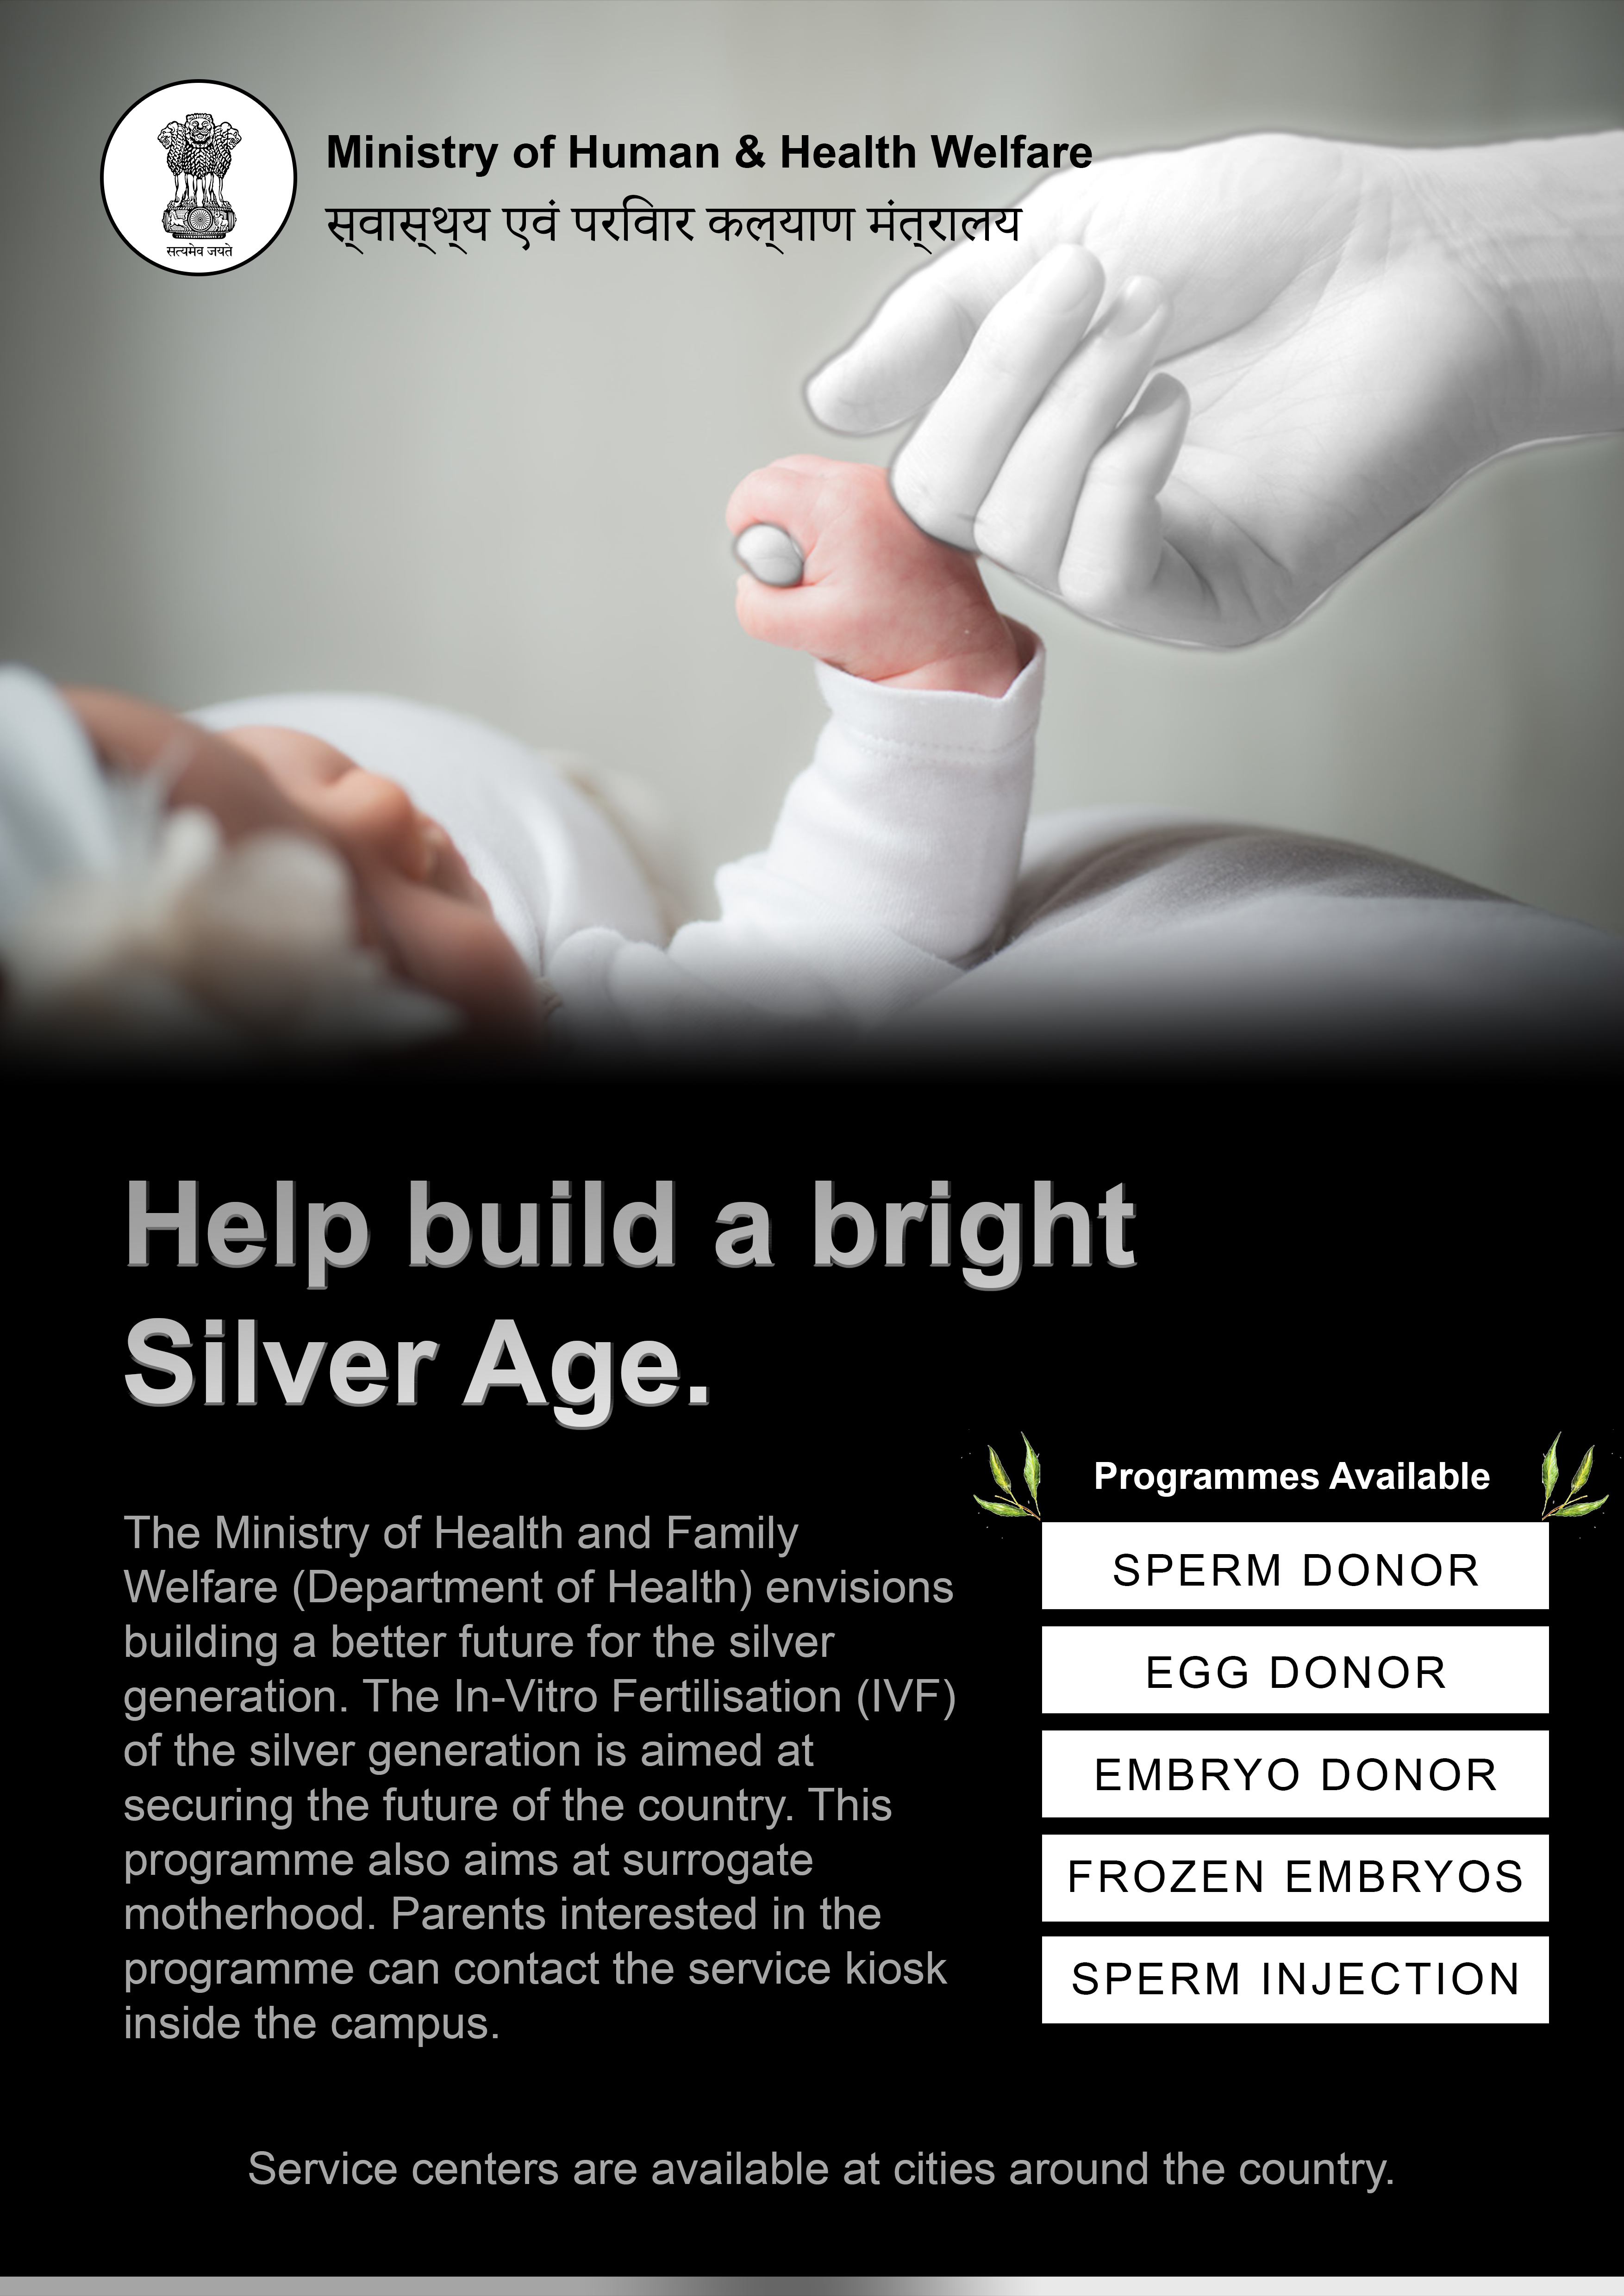 सत्यमेव जयते
Ministry of Human & Health Welfare
स्‌वास्‌थ्‌य एवं परविार कल्‌याण मंत्‌रालय
Help build a bright
Silver Age.
Programmes Available
The Ministry of Health and Family
Welfare (Department of Health) envisions
building a better future for the silver
generation. The In-Vitro Fertilisation (IVF)
of the silver generation is aimed at
securing the future of the country. This
programme also aims at surrogate
motherhood. Parents interested in the
programme can contact the service kiosk
inside the campus.
SPERM DONOR
EGG DONOR
EMBRYO DONOR
FROZEN EMBRYOS
SPERM INJECTION
Service centers are available at cities around the country.